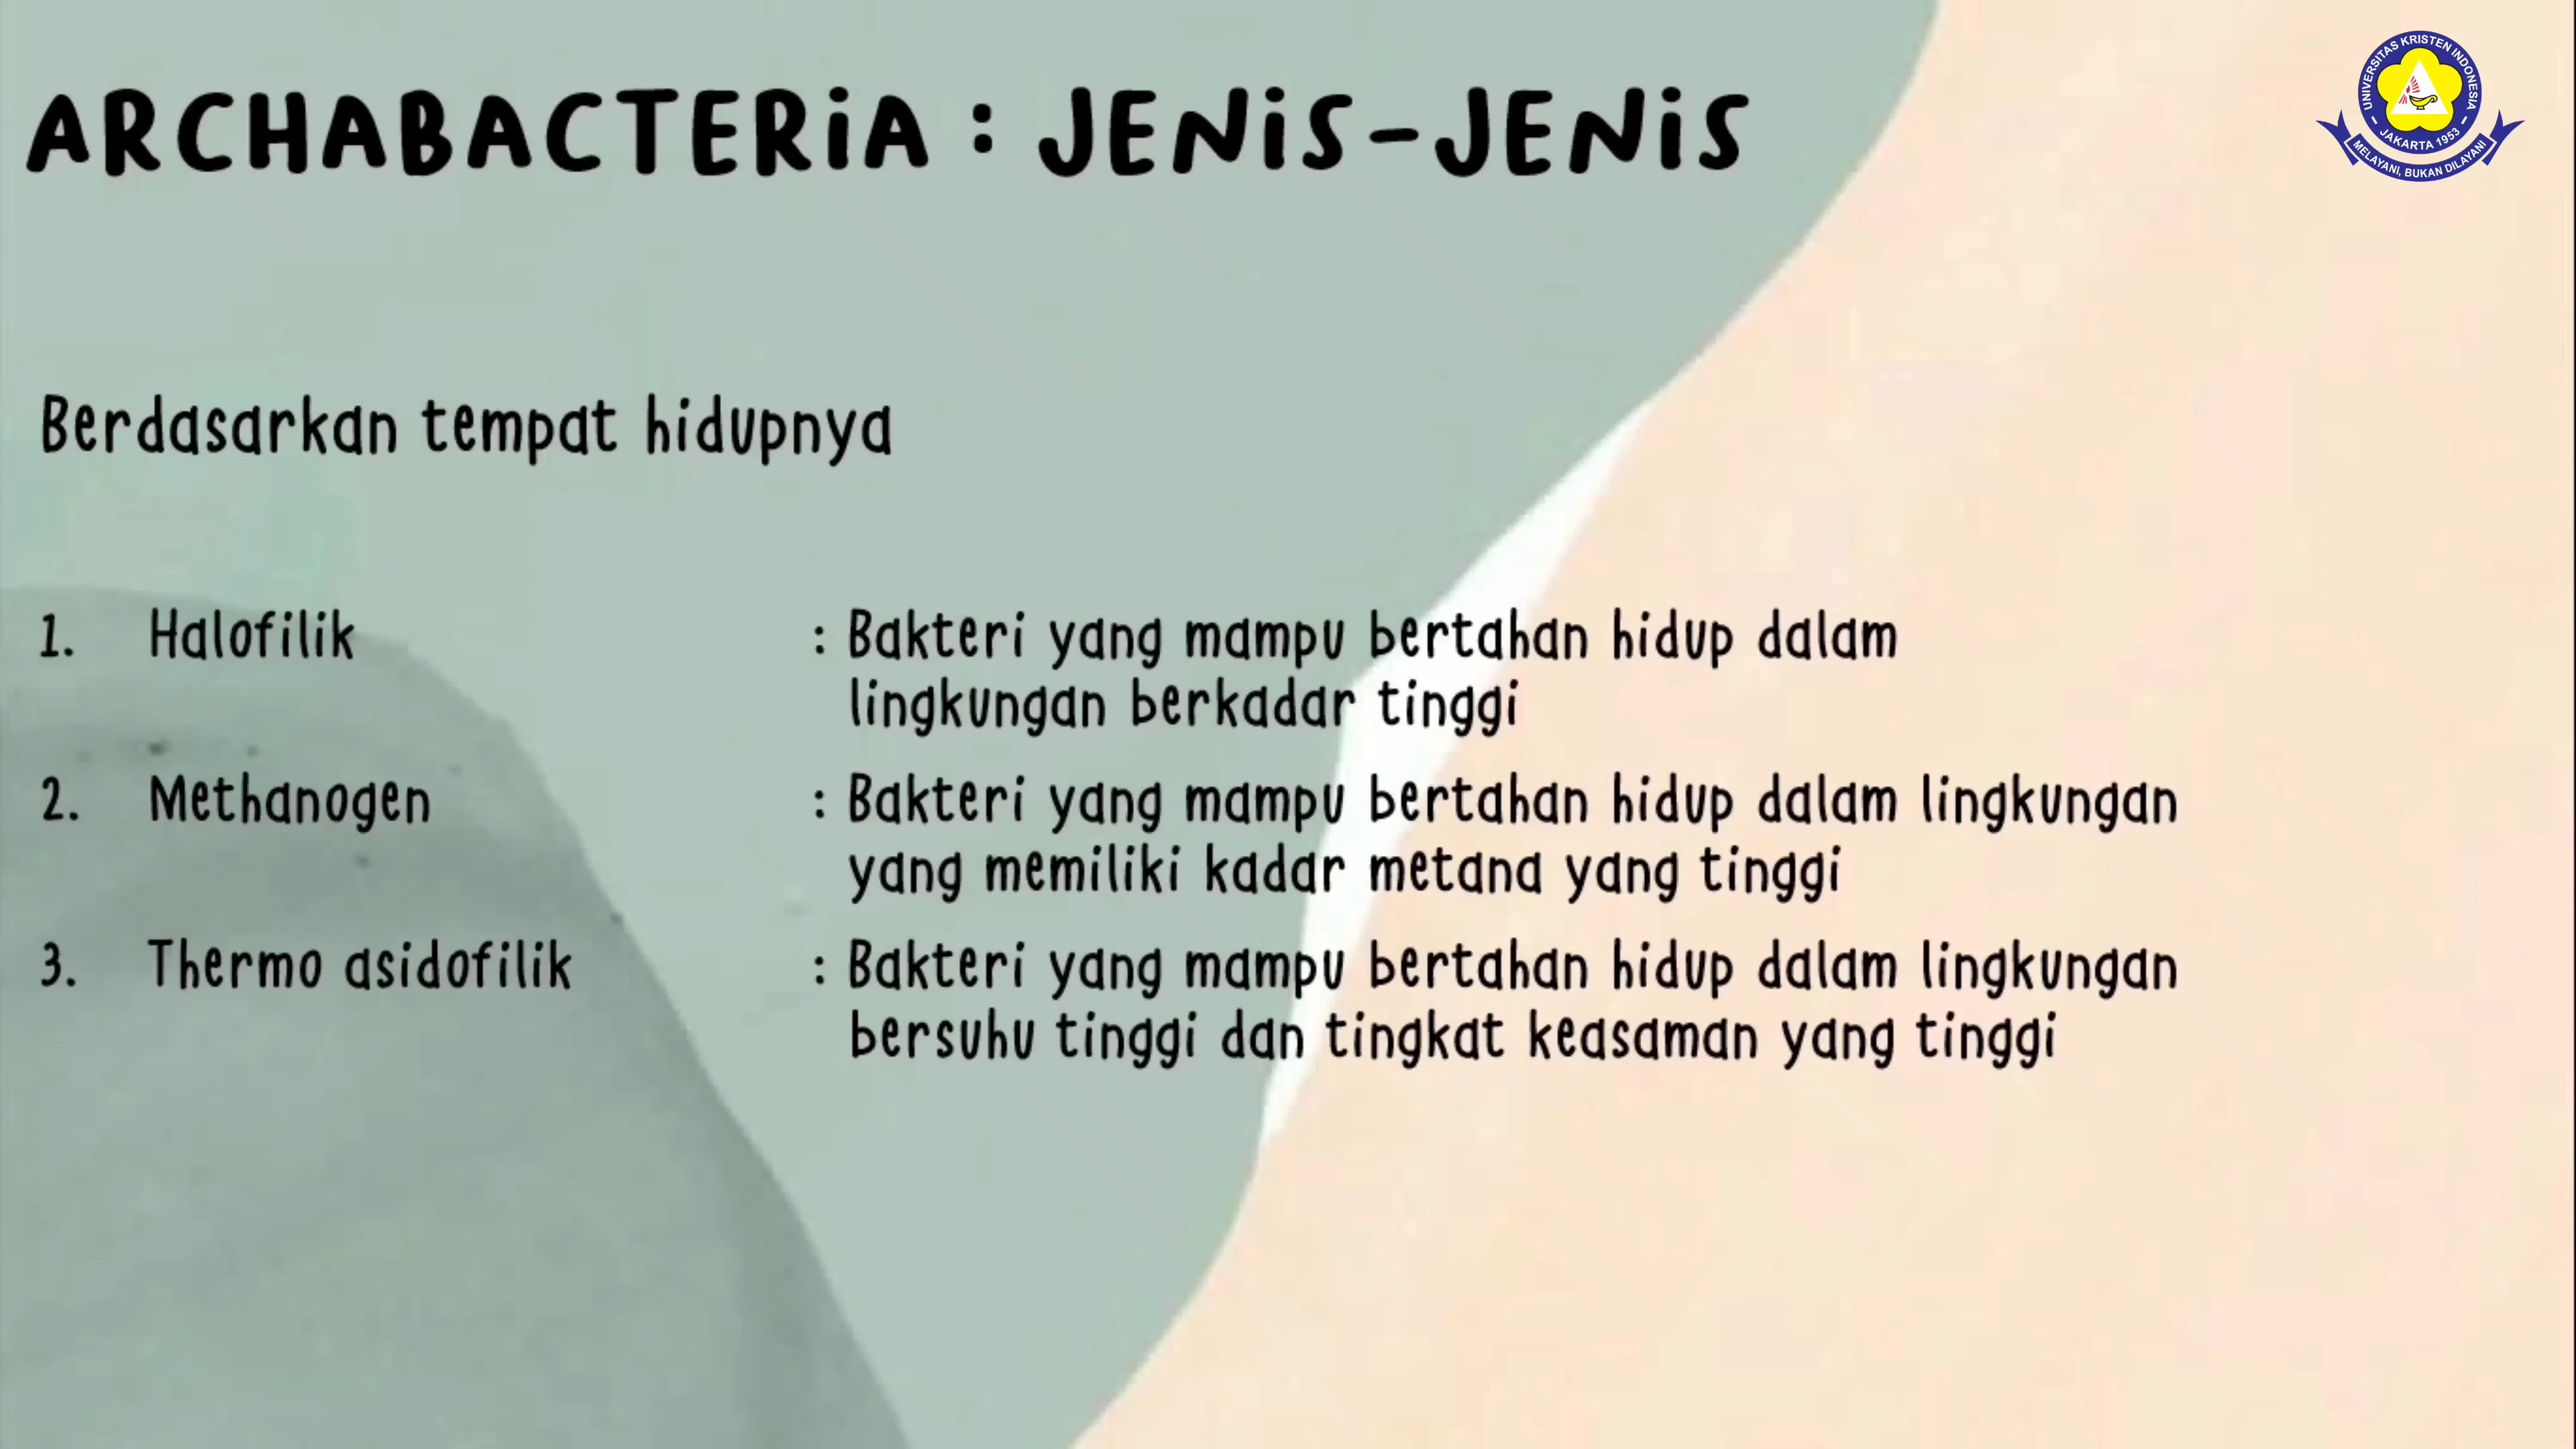 ARCHABACTERIA : JENIS-JENIS
UNIVERSITAS KRISTEN INDONESIA
- JAKARTA 1953 -
MELAYANI, BUKAN DILAYANI
Berdasarkan tempat hidupnya
1. Halofilik : Bakteri yang mampu bertahan hidup dalam
lingkungan berkadar tinggi
2. Methanogen : Bakteri yang mampu bertahan hidup dalam lingkungan
yang memiliki kadar metana yang tinggi
3. Thermo asidofilik : Bakteri yang mampu bertahan hidup dalam lingkungan
bersuhu tinggi dan tingkat keasaman yang tinggi